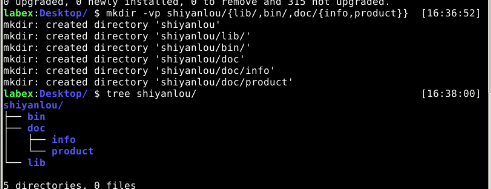 0 upgraded, 0 newly installed, 0 to remove and 315 not upgraded.
labex:Desktop/ $ mkdir -vp shiyanlou/{lib/,bin/,doc/{info,product}} [16:36:52]
mkdir: created directory 'shiyanlou'
mkdir: created directory 'shiyanlou/lib/'
mkdir: created directory 'shiyanlou/bin/'
mkdir: created directory 'shiyanlou/doc'
mkdir: created directory 'shiyanlou/doc/info'
mkdir: created directory 'shiyanlou/doc/product'
labex:Desktop/ $ tree shiyanlou/ [16:38:00]
shiyanlou/
├── bin
├── doc
│   ├── info
│   └── product
└── lib
5 directories, 0 files